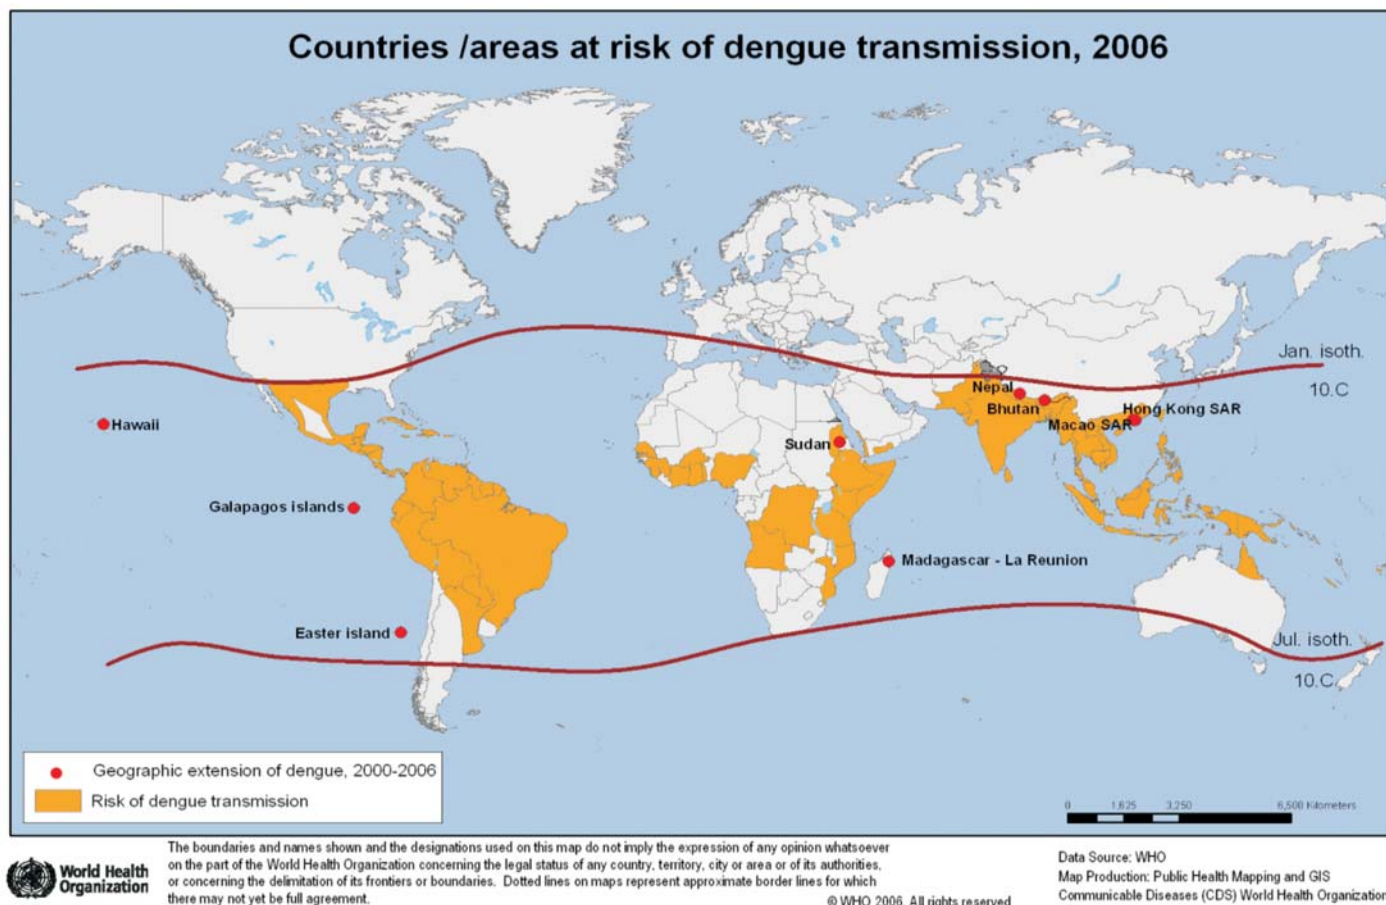 Countries /areas at risk of dengue transmission, 2006
Jan. isoth.
10.C
Nepal
Bhutan
Hong Kong SAR
Macao SAR
Hawaii
Sudan
Galapagos islands
Madagascar - La Reunion
Easter island
Jul. isoth.
10.C
Geographic extension of dengue, 2000-2006
Risk of dengue transmission
0 1,625 3,250 6,500 Kilometers
World Health
Organization
The boundaries and names shown and the designations used on this map do not imply the expression of any opinion whatsoever
on the part of the World Health Organization concerning the legal status of any country, territory, city or area or of its authorities,
or concerning the delimitation of its frontiers or boundaries. Dotted lines on maps represent approximate border lines for which
there may not yet be full agreement.
© WHO 2006. All rights reserved
Data Source: WHO
Map Production: Public Health Mapping and GIS
Communicable Diseases (CDS) World Health Organization